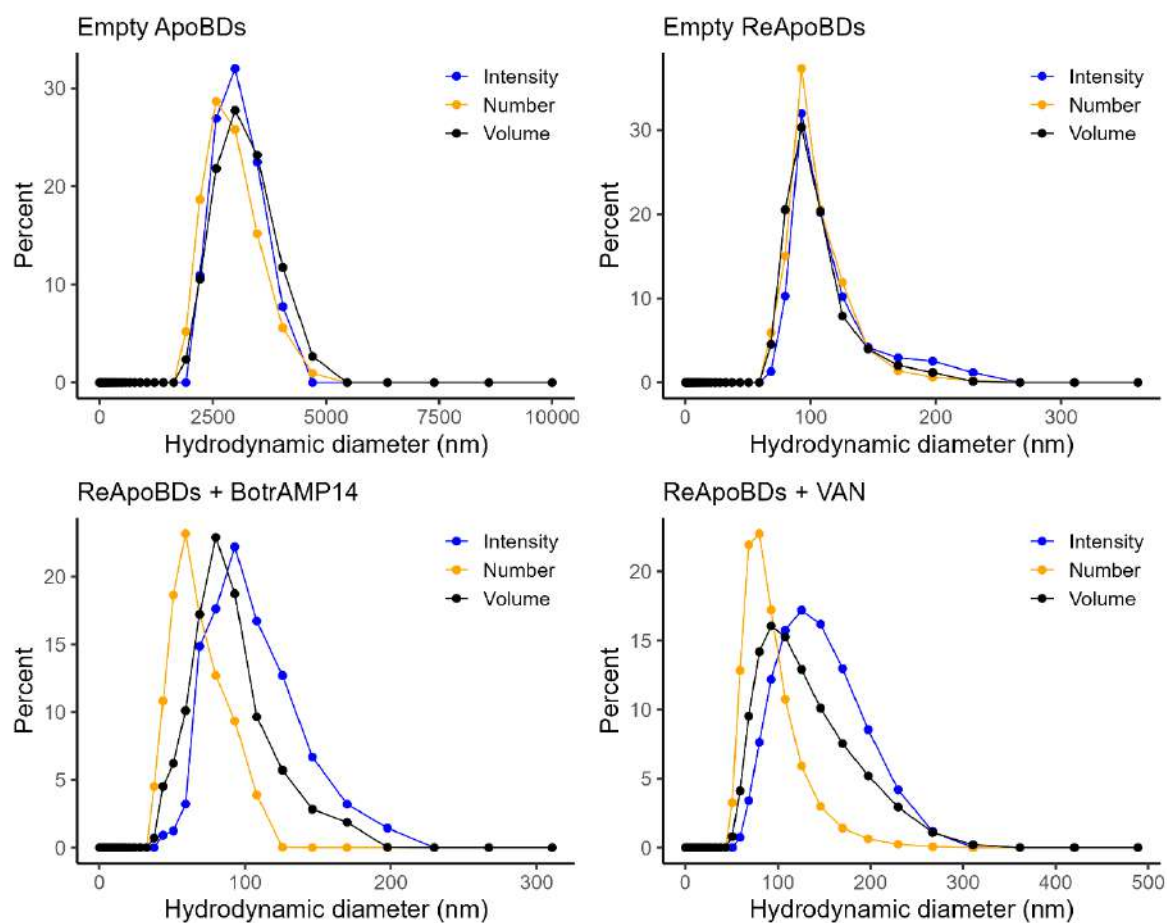 Empty ApoBDs
Percent
30
20
10
0
Intensity
Number
Volume
0 2500 5000 7500 10000
Hydrodynamic diameter (nm)
Empty ReApoBDs
Percent
30
20
10
0
Intensity
Number
Volume
0 100 200 300
Hydrodynamic diameter (nm)
ReApoBDs + BotrAMP14
Percent
20
15
10
5
0
Intensity
Number
Volume
0 100 200 300
Hydrodynamic diameter (nm)
ReApoBDs + VAN
Percent
20
15
10
5
0
Intensity
Number
Volume
0 100 200 300 400 500
Hydrodynamic diameter (nm)